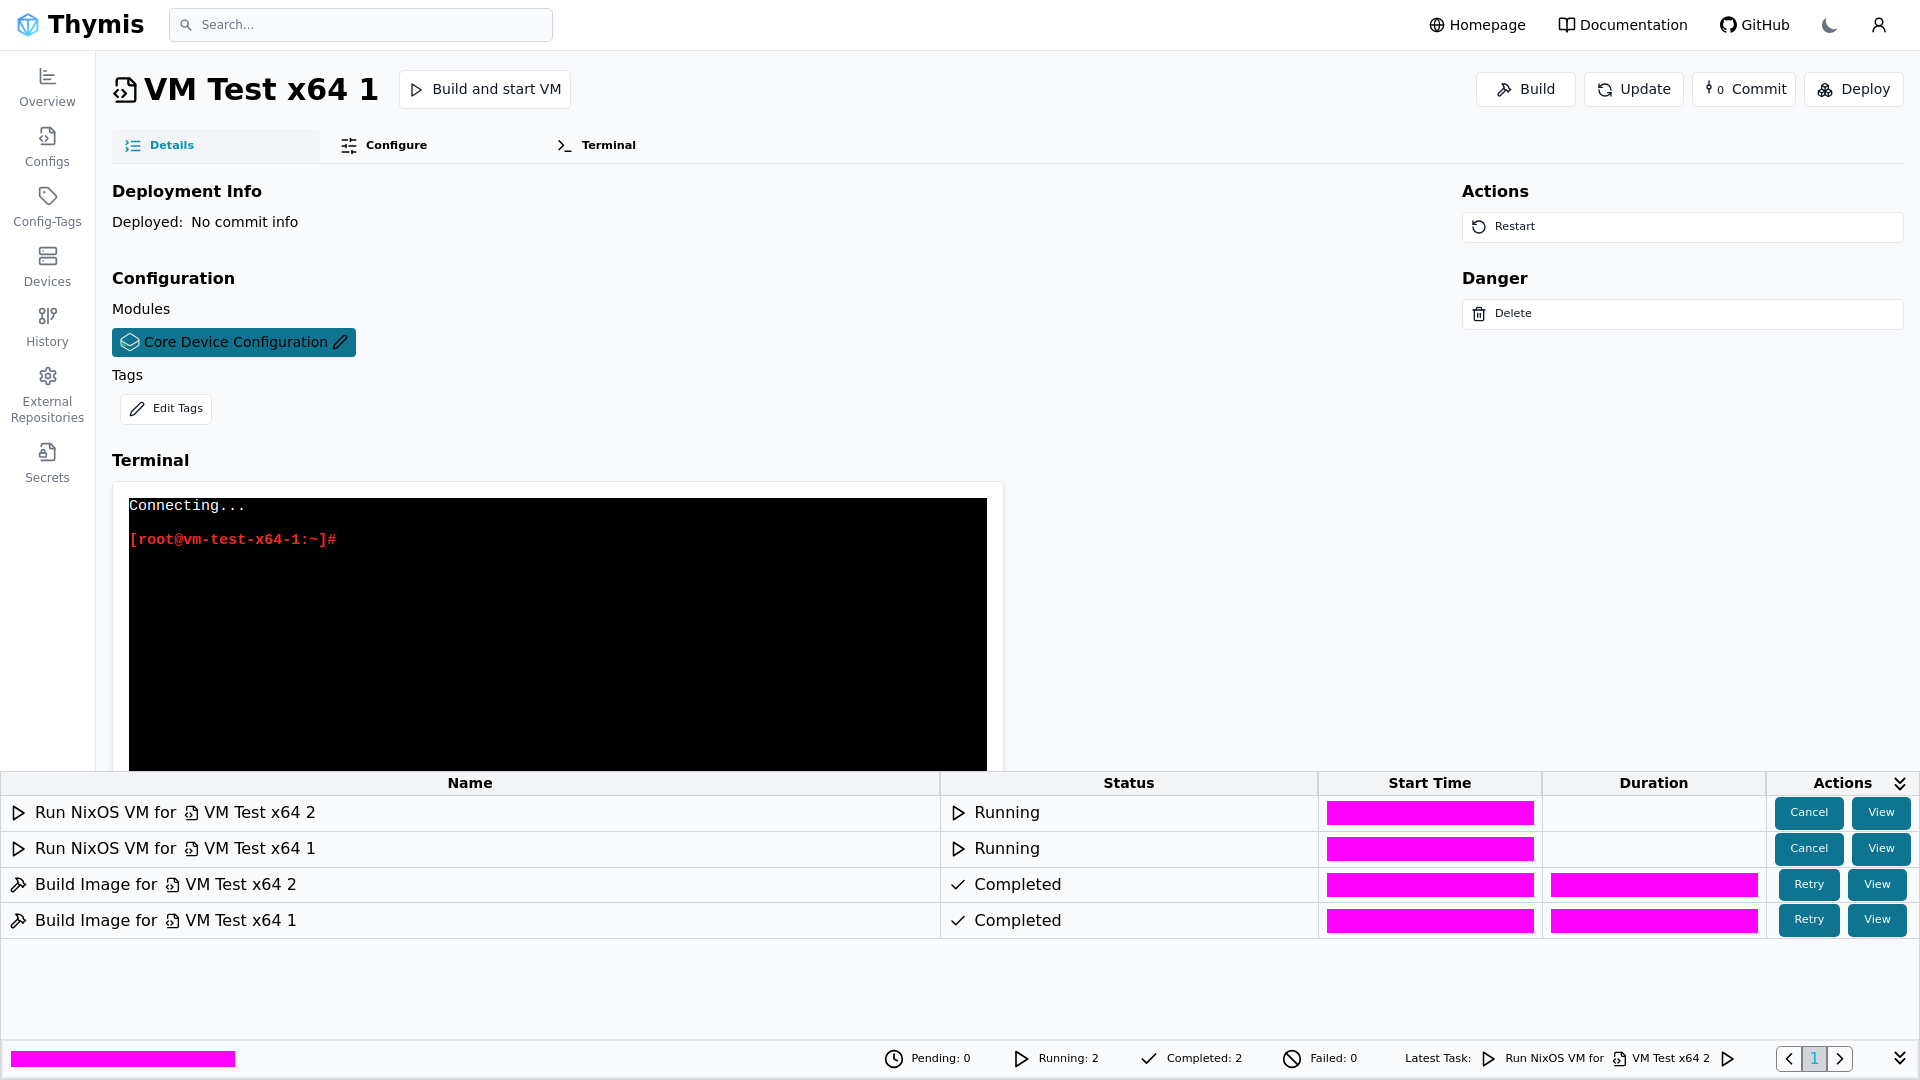 Thymis
Search...
Homepage
Documentation
GitHub
Overview
Configs
Config-Tags
Devices
History
External
Repositories
Secrets
VM Test x64 1
Build and start VM
Build
Update
0 Commit
Deploy
Details
Configure
Terminal
Deployment Info
Deployed: No commit info
Configuration
Modules
Core Device Configuration
Tags
Edit Tags
Actions
Restart
Danger
Delete
Terminal
Connecting...
[root@vm-test-x64-1:~]#
Name Status Start Time Duration Actions
Run NixOS VM for VM Test x64 2 Running Cancel View
Run NixOS VM for VM Test x64 1 Running Cancel View
Build Image for VM Test x64 2 Completed Retry View
Build Image for VM Test x64 1 Completed Retry View
Pending: 0 Running: 2 Completed: 2 Failed: 0 Latest Task: Run NixOS VM for VM Test x64 2 1